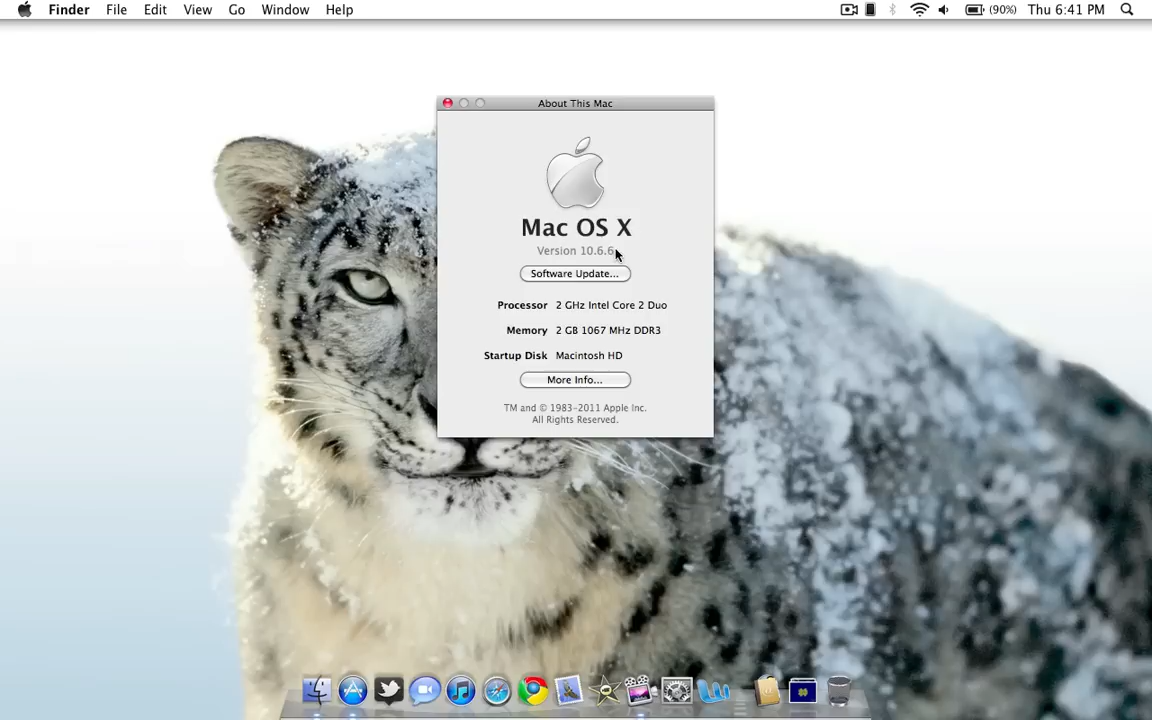 Finder File Edit View Go Window Help (90%) Thu 6:41 PM
About This Mac
Mac OS X
Version 10.6.6
Software Update...
Processor 2 GHz Intel Core 2 Duo
Memory 2 GB 1067 MHz DDR3
Startup Disk Macintosh HD
More Info...
TM and © 1983-2011 Apple Inc.
All Rights Reserved.